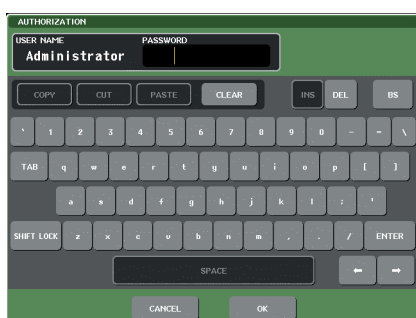 AUTHORIZATION
USER NAME PASSWORD
Administrator
COPY CUT PASTE CLEAR INS DEL BS
` 1 2 3 4 5 6 7 8 9 0 - = \
TAB q w e r t y u i o p [ ]
a s d f g h j k l ; '
SHIFT LOCK z x c v b n m , . / ENTER
SPACE ← →
CANCEL OK